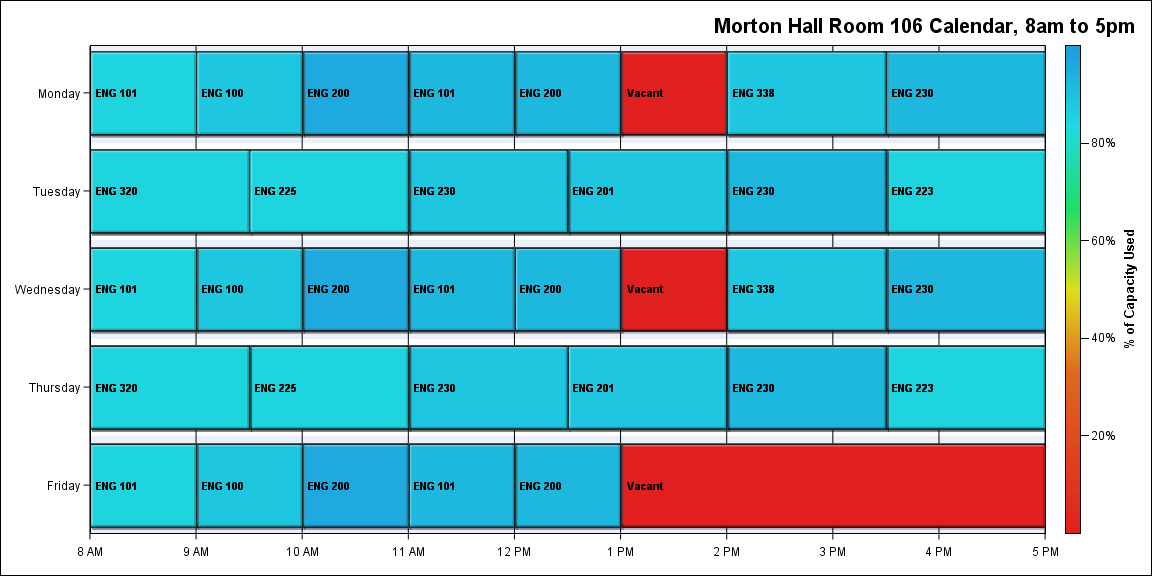 Morton Hall Room 106 Calendar, 8am to 5pm
Monday ENG 101 ENG 100 ENG 200 ENG 101 ENG 200 Vacant ENG 338 ENG 230
Tuesday ENG 320 ENG 225 ENG 230 ENG 201 ENG 230 ENG 223
Wednesday ENG 101 ENG 100 ENG 200 ENG 101 ENG 200 Vacant ENG 338 ENG 230
Thursday ENG 320 ENG 225 ENG 230 ENG 201 ENG 230 ENG 223
Friday ENG 101 ENG 100 ENG 200 ENG 101 ENG 200 Vacant
8 AM 9 AM 10 AM 11 AM 12 PM 1 PM 2 PM 3 PM 4 PM 5 PM
80%
60%
40%
20%
% of Capacity Used